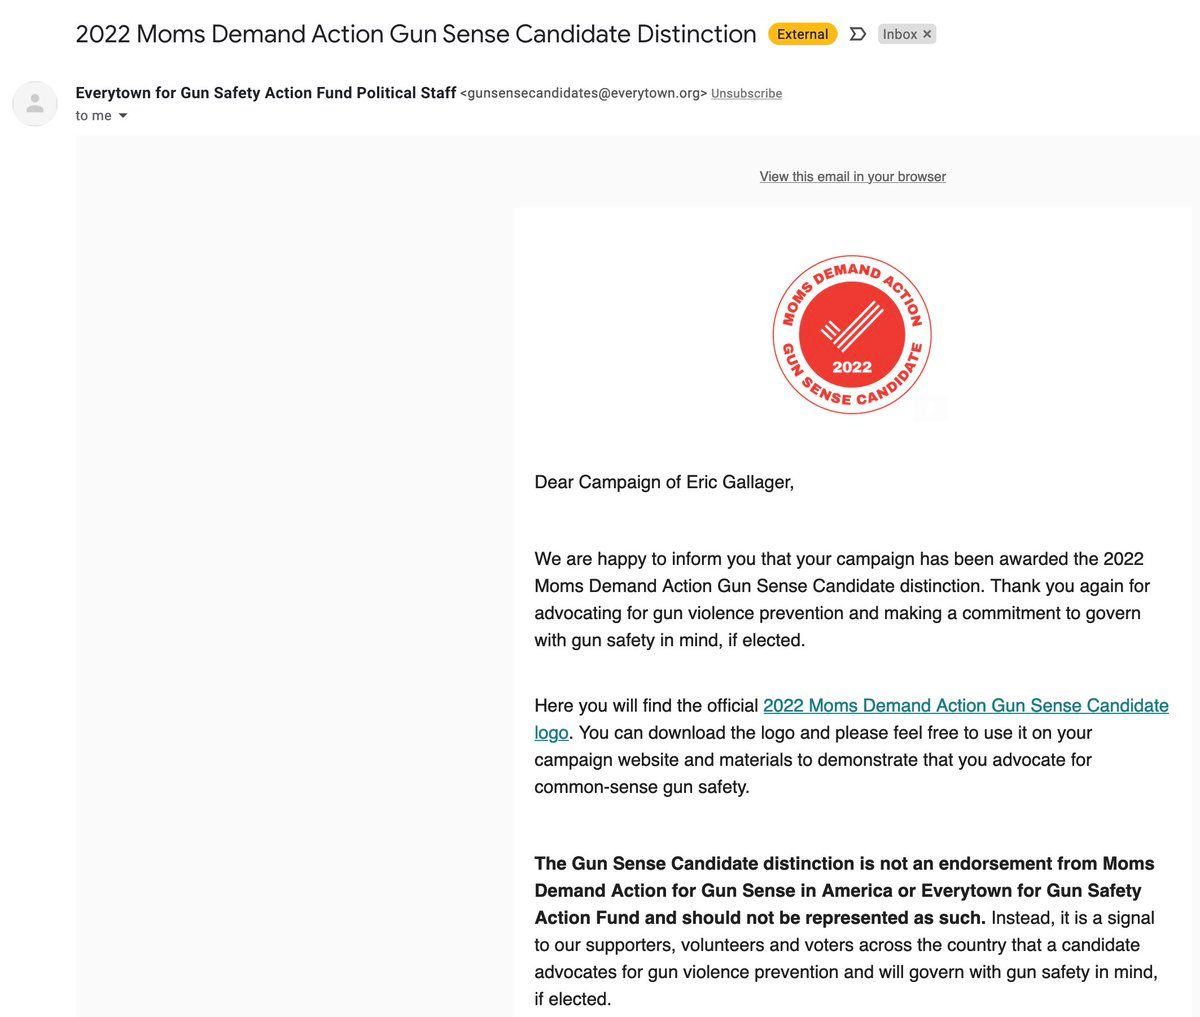 2022 Moms Demand Action Gun Sense Candidate Distinction External Inbox ×
Everytown for Gun Safety Action Fund Political Staff <gunsensecandidates@everytown.org> Unsubscribe
to me
View this email in your browser
MOMS DEMAND ACTION
2022
GUN SENSE CANDIDATE
Dear Campaign of Eric Gallager,
We are happy to inform you that your campaign has been awarded the 2022
Moms Demand Action Gun Sense Candidate distinction. Thank you again for
advocating for gun violence prevention and making a commitment to govern
with gun safety in mind, if elected.
Here you will find the official 2022 Moms Demand Action Gun Sense Candidate
logo. You can download the logo and please feel free to use it on your
campaign website and materials to demonstrate that you advocate for
common-sense gun safety.
The Gun Sense Candidate distinction is not an endorsement from Moms
Demand Action for Gun Sense in America or Everytown for Gun Safety
Action Fund and should not be represented as such. Instead, it is a signal
to our supporters, volunteers and voters across the country that a candidate
advocates for gun violence prevention and will govern with gun safety in mind,
if elected.